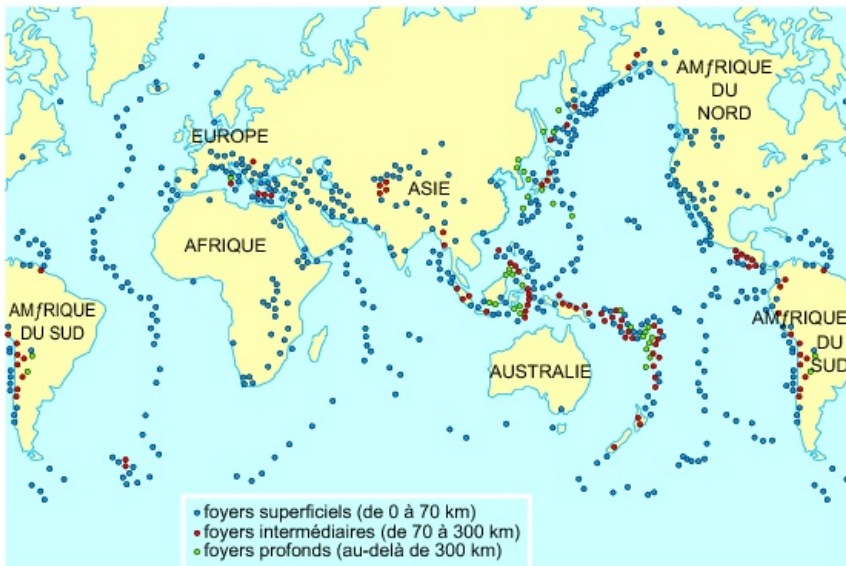 AMƒRIQUE
DU
NORD
EUROPE
ASIE
AFRIQUE
AMƒRIQUE
DU SUD
AMƒRIQUE
DU
SUD
AUSTRALIE
foyers superficiels (de 0 à 70 km)
foyers intermédiaires (de 70 à 300 km)
foyers profonds (au-delà de 300 km)